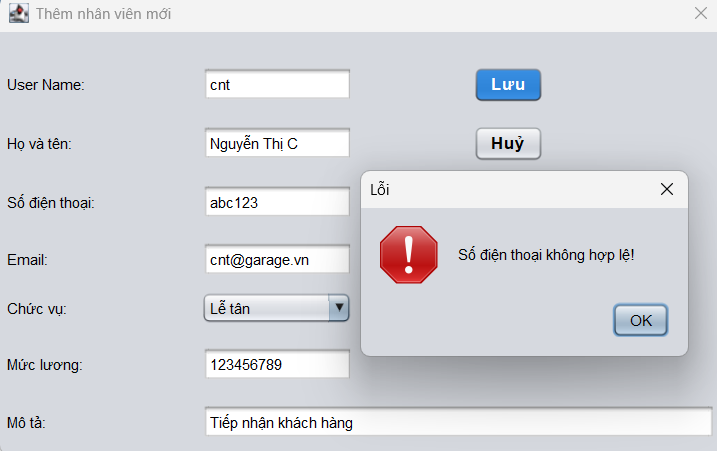 Thêm nhân viên mới
User Name: cnt Lưu
Họ và tên: Nguyễn Thị C Huỷ
Lỗi
Số điện thoại: abc123
Số điện thoại không hợp lệ!
Email: cnt@garage.vn
Chức vụ: Lễ tân
OK
Mức lương: 123456789
Mô tả: Tiếp nhận khách hàng